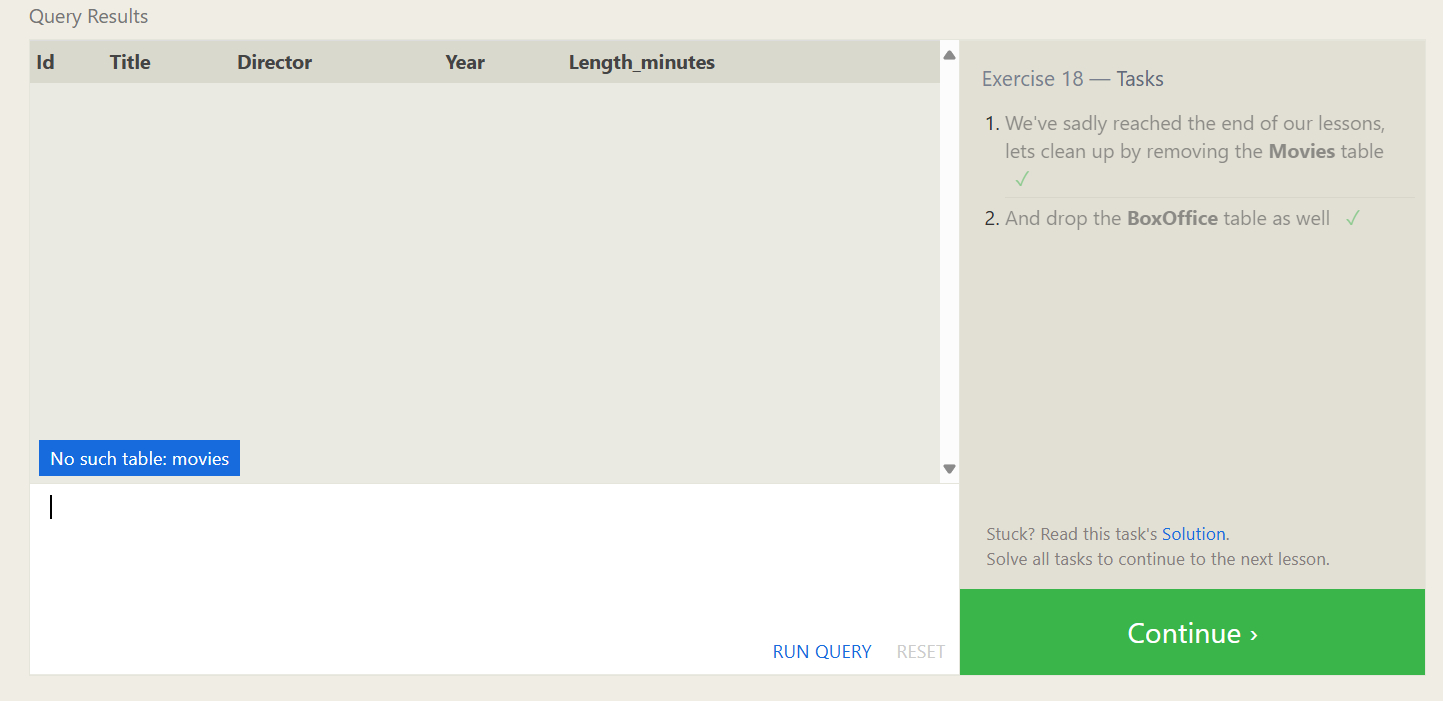 Query Results
Id Title Director Year Length_minutes
No such table: movies
RUN QUERY RESET
Exercise 18 — Tasks
1. We've sadly reached the end of our lessons,
lets clean up by removing the Movies table
✓
2. And drop the BoxOffice table as well ✓
Stuck? Read this task's Solution.
Solve all tasks to continue to the next lesson.
Continue ›